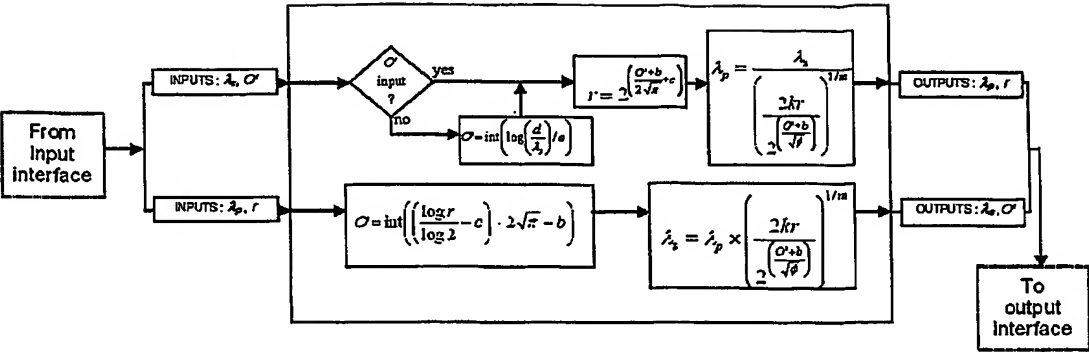 From
Input
interface
INPUTS: λs, O'
O'
input
?
yes
no
r = 2^((O'+b)/(2√π)+c)
O'=int(log(d/λs)/a)
λp = λs/(2kr/2^((O'+b)/√ϕ))^1/m
OUTPUTS: λp, r
INPUTS: λp, r
O'=int(((log r/log 2)−c)·2√π−b)
λs = λp × (2kr/2^((O'+b)/√ϕ))^1/m
OUTPUTS: λs, O'
To
output
interface